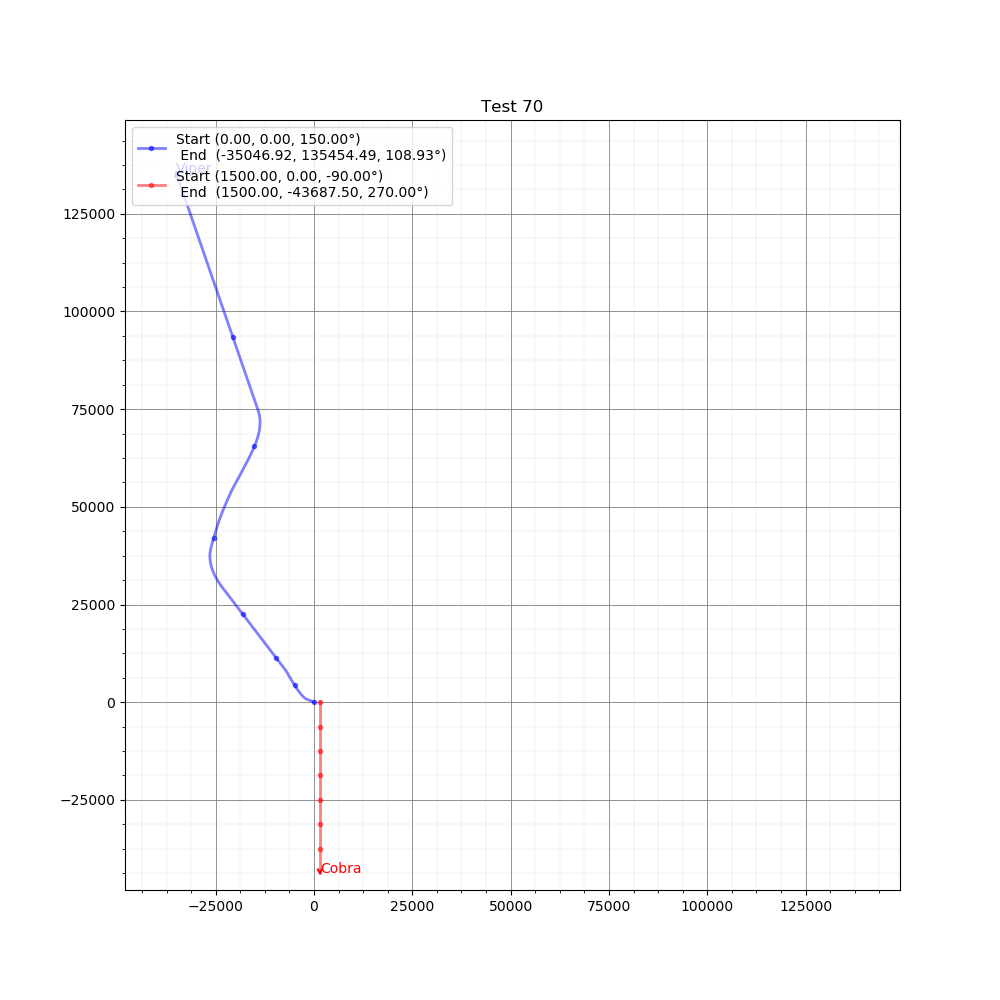 Test 70
Start (0.00, 0.00, 150.00°)
End (-35046.92, 135454.49, 108.93°)
Viper
Start (1500.00, 0.00, -90.00°)
End (1500.00, -43687.50, 270.00°)
125000
100000
75000
50000
25000
0
−25000
Cobra
−25000 0 25000 50000 75000 100000 125000